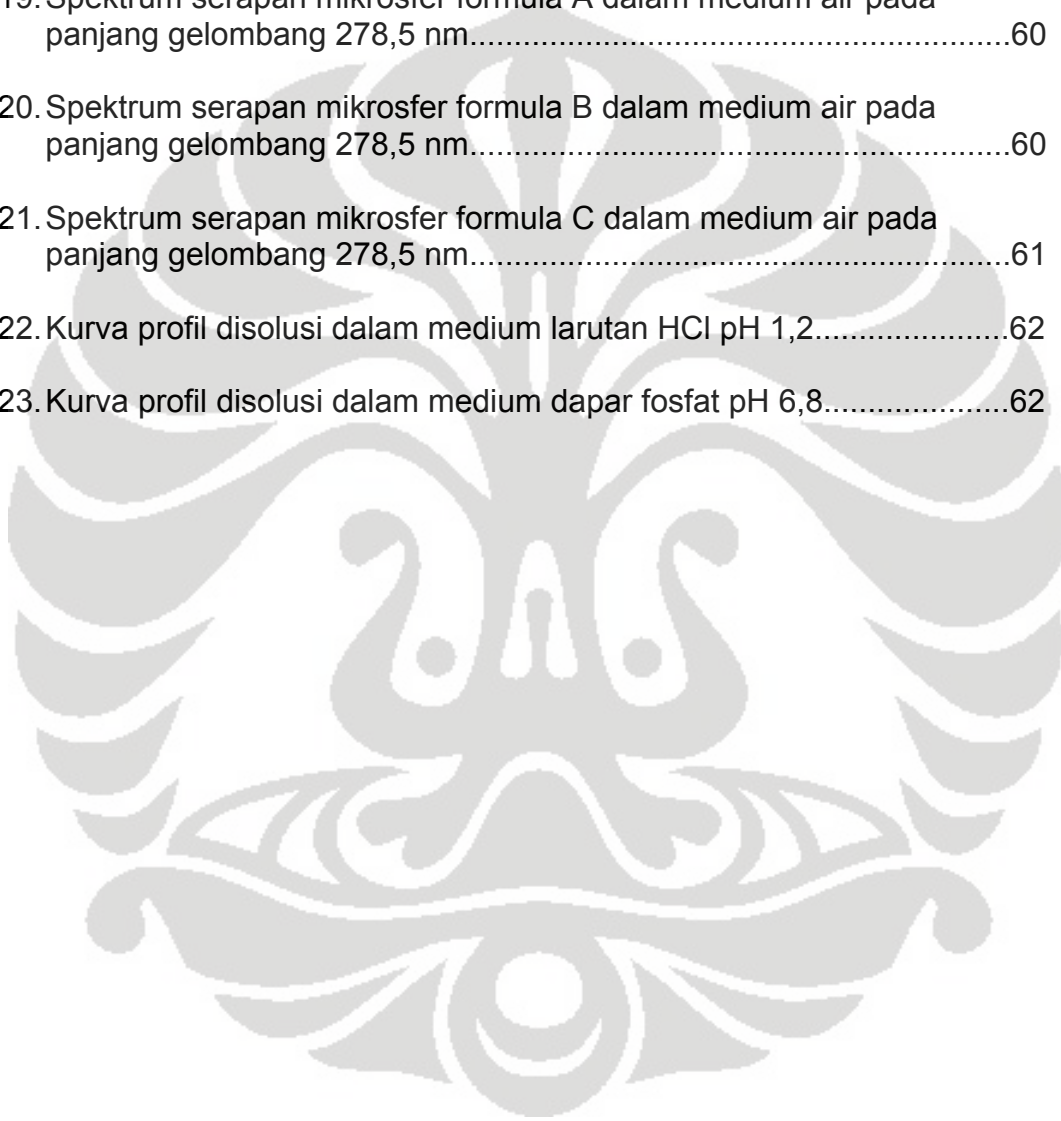 19. Spektrum serapan mikrosfer formula A dalam medium air pada
panjang gelombang 278,5 nm.............................................................60
20. Spektrum serapan mikrosfer formula B dalam medium air pada
panjang gelombang 278,5 nm.............................................................60
21. Spektrum serapan mikrosfer formula C dalam medium air pada
panjang gelombang 278,5 nm.............................................................61
22. Kurva profil disolusi dalam medium larutan HCl pH 1,2.....................62
23. Kurva profil disolusi dalam medium dapar fosfat pH 6,8....................62